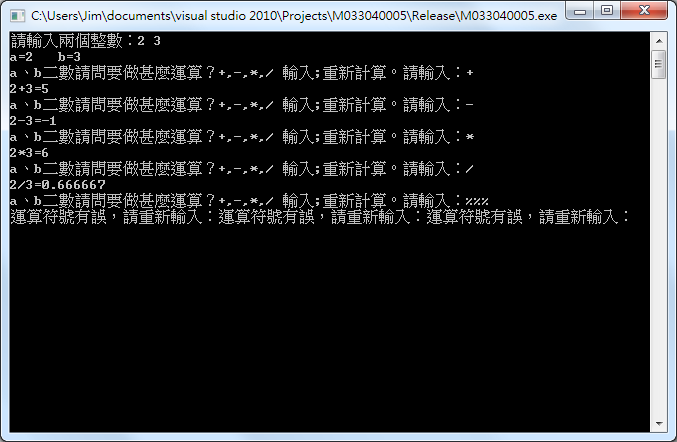 C:\Users\Jim\documents\visual studio 2010\Projects\M033040005\Release\M033040005.exe
請輸入兩個整數：2 3
a=2   b=3
a、b二數請問要做甚麼運算？+,-,*,/ 輸入;重新計算。請輸入：+
2+3=5
a、b二數請問要做甚麼運算？+,-,*,/ 輸入;重新計算。請輸入：-
2-3=-1
a、b二數請問要做甚麼運算？+,-,*,/ 輸入;重新計算。請輸入：*
2*3=6
a、b二數請問要做甚麼運算？+,-,*,/ 輸入;重新計算。請輸入：/
2/3=0.666667
a、b二數請問要做甚麼運算？+,-,*,/ 輸入;重新計算。請輸入：%%%
運算符號有誤，請重新輸入：運算符號有誤，請重新輸入：運算符號有誤，請重新輸入：